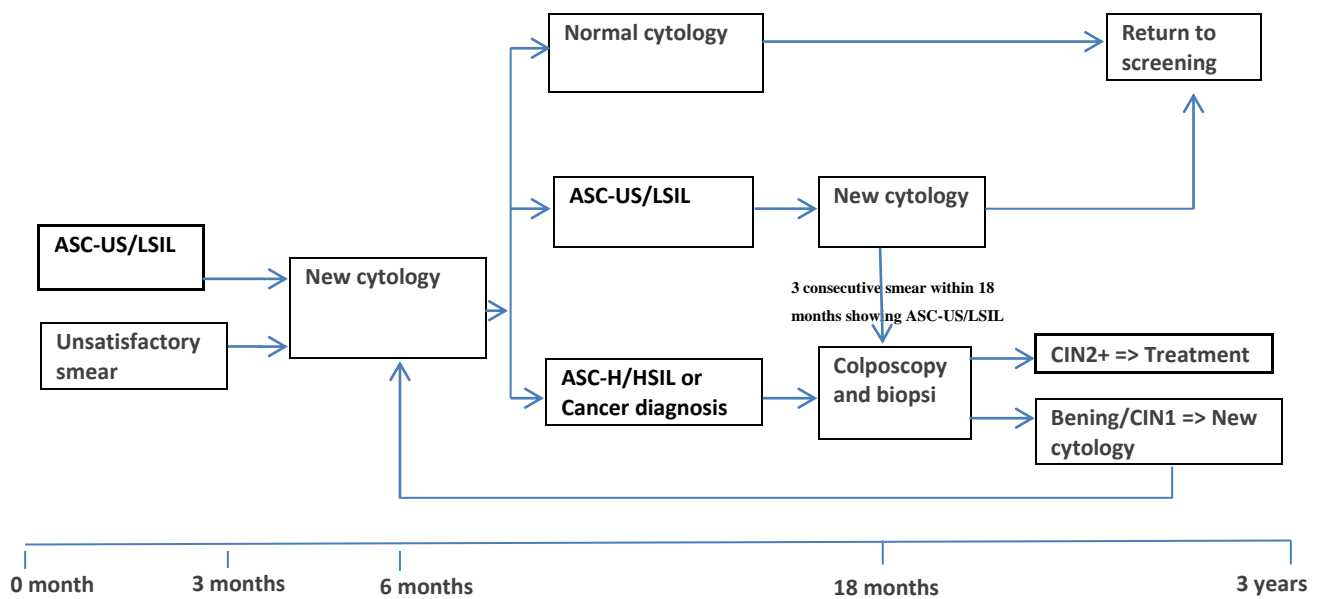 Normal cytology
Return to
screening
ASC-US/LSIL
New cytology
ASC-US/LSIL
New cytology
3 consecutive smear within 18
months showing ASC-US/LSIL
Unsatisfactory
smear
ASC-H/HSIL or
Cancer diagnosis
Colposcopy
and biopsi
CIN2+ => Treatment
Bening/CIN1 => New
cytology
0 month
3 months
6 months
18 months
3 years